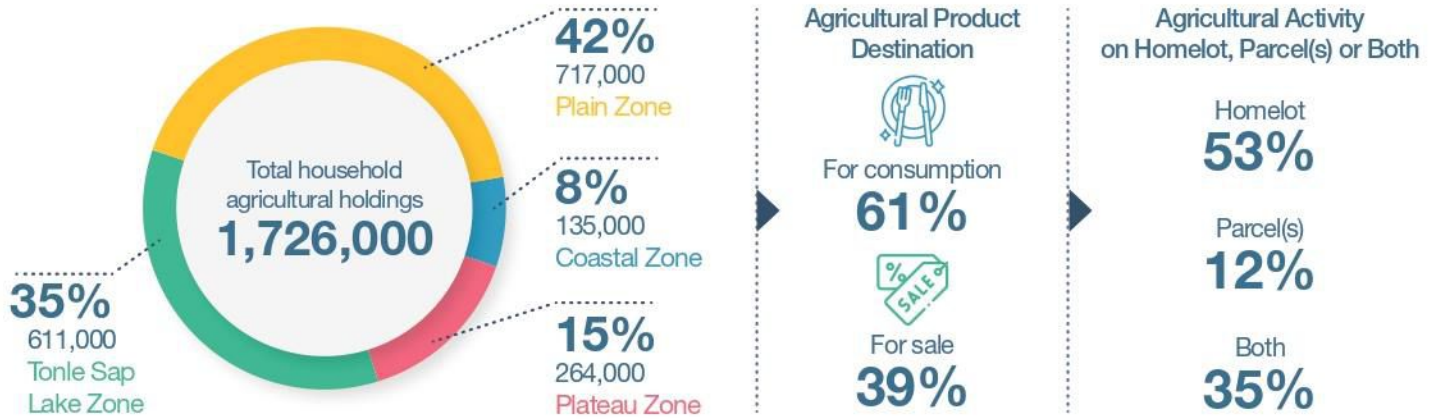 42%
717,000
Plain Zone
Total household
agricultural holdings
1,726,000
8%
135,000
Coastal Zone
35%
611,000
Tonle Sap
Lake Zone
15%
264,000
Plateau Zone
Agricultural Product
Destination
For consumption
61%
%
SALE
For sale
39%
Agricultural Activity
on Homelot, Parcel(s) or Both
Homelot
53%
Parcel(s)
12%
Both
35%